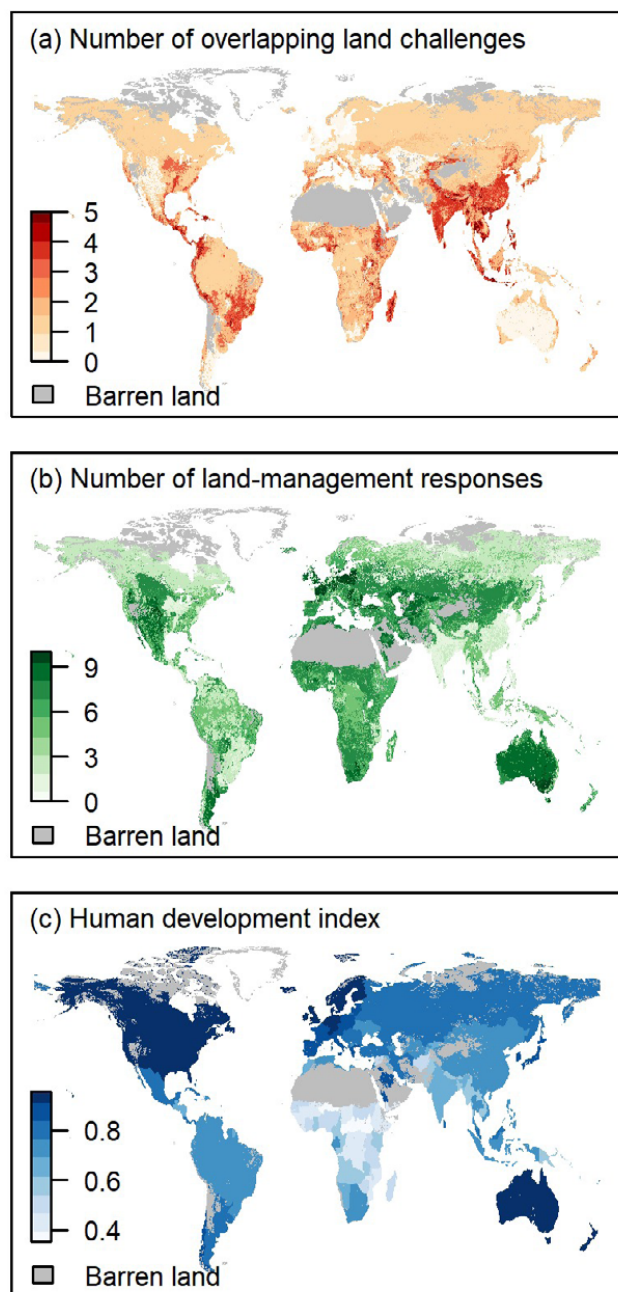 (a) Number of overlapping land challenges
5
4
3
2
1
0
Barren land
(b) Number of land-management responses
9
6
3
0
Barren land
(c) Human development index
0.8
0.6
0.4
Barren land